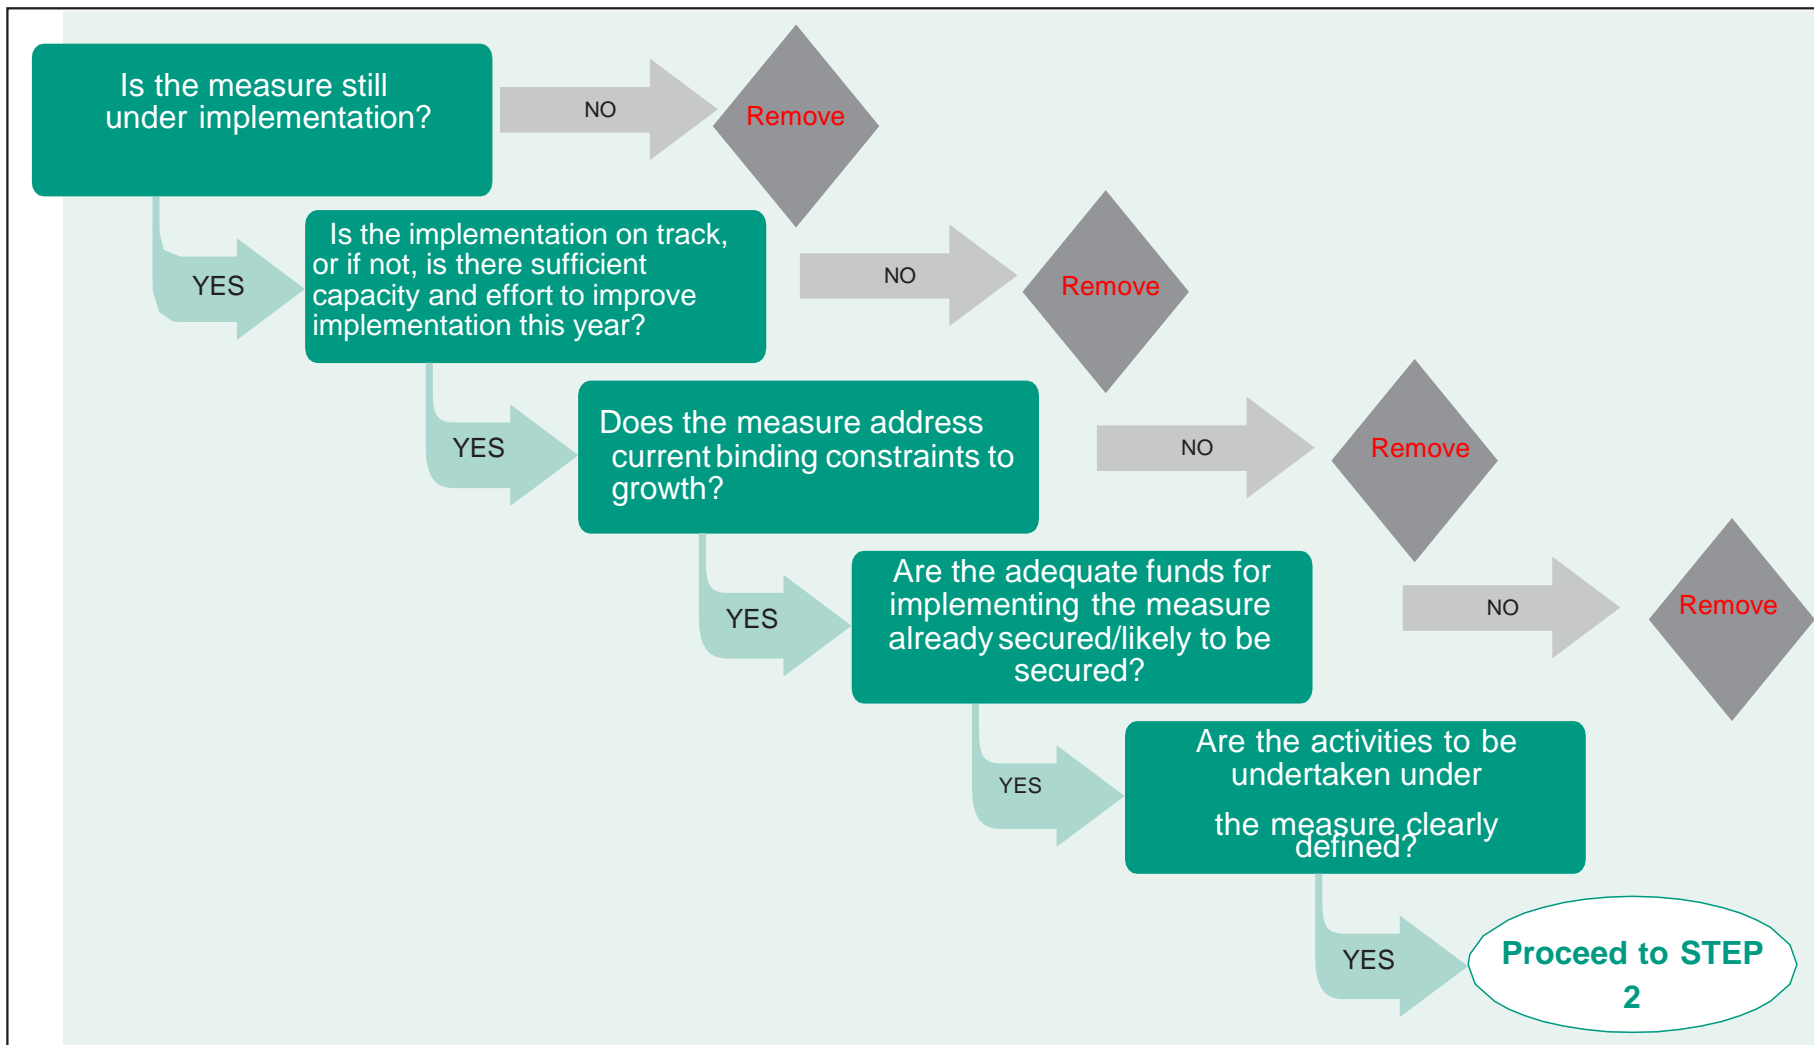 Is the measure still
under implementation?
NO
Remove
YES
Is the implementation on track,
or if not, is there sufficient
capacity and effort to improve
implementation this year?
NO
Remove
YES
Does the measure address
current binding constraints to
growth?
NO
Remove
YES
Are the adequate funds for
implementing the measure
already secured/likely to be
secured?
NO
Remove
YES
Are the activities to be
undertaken under
the measure clearly
defined?
YES
Proceed to STEP
2